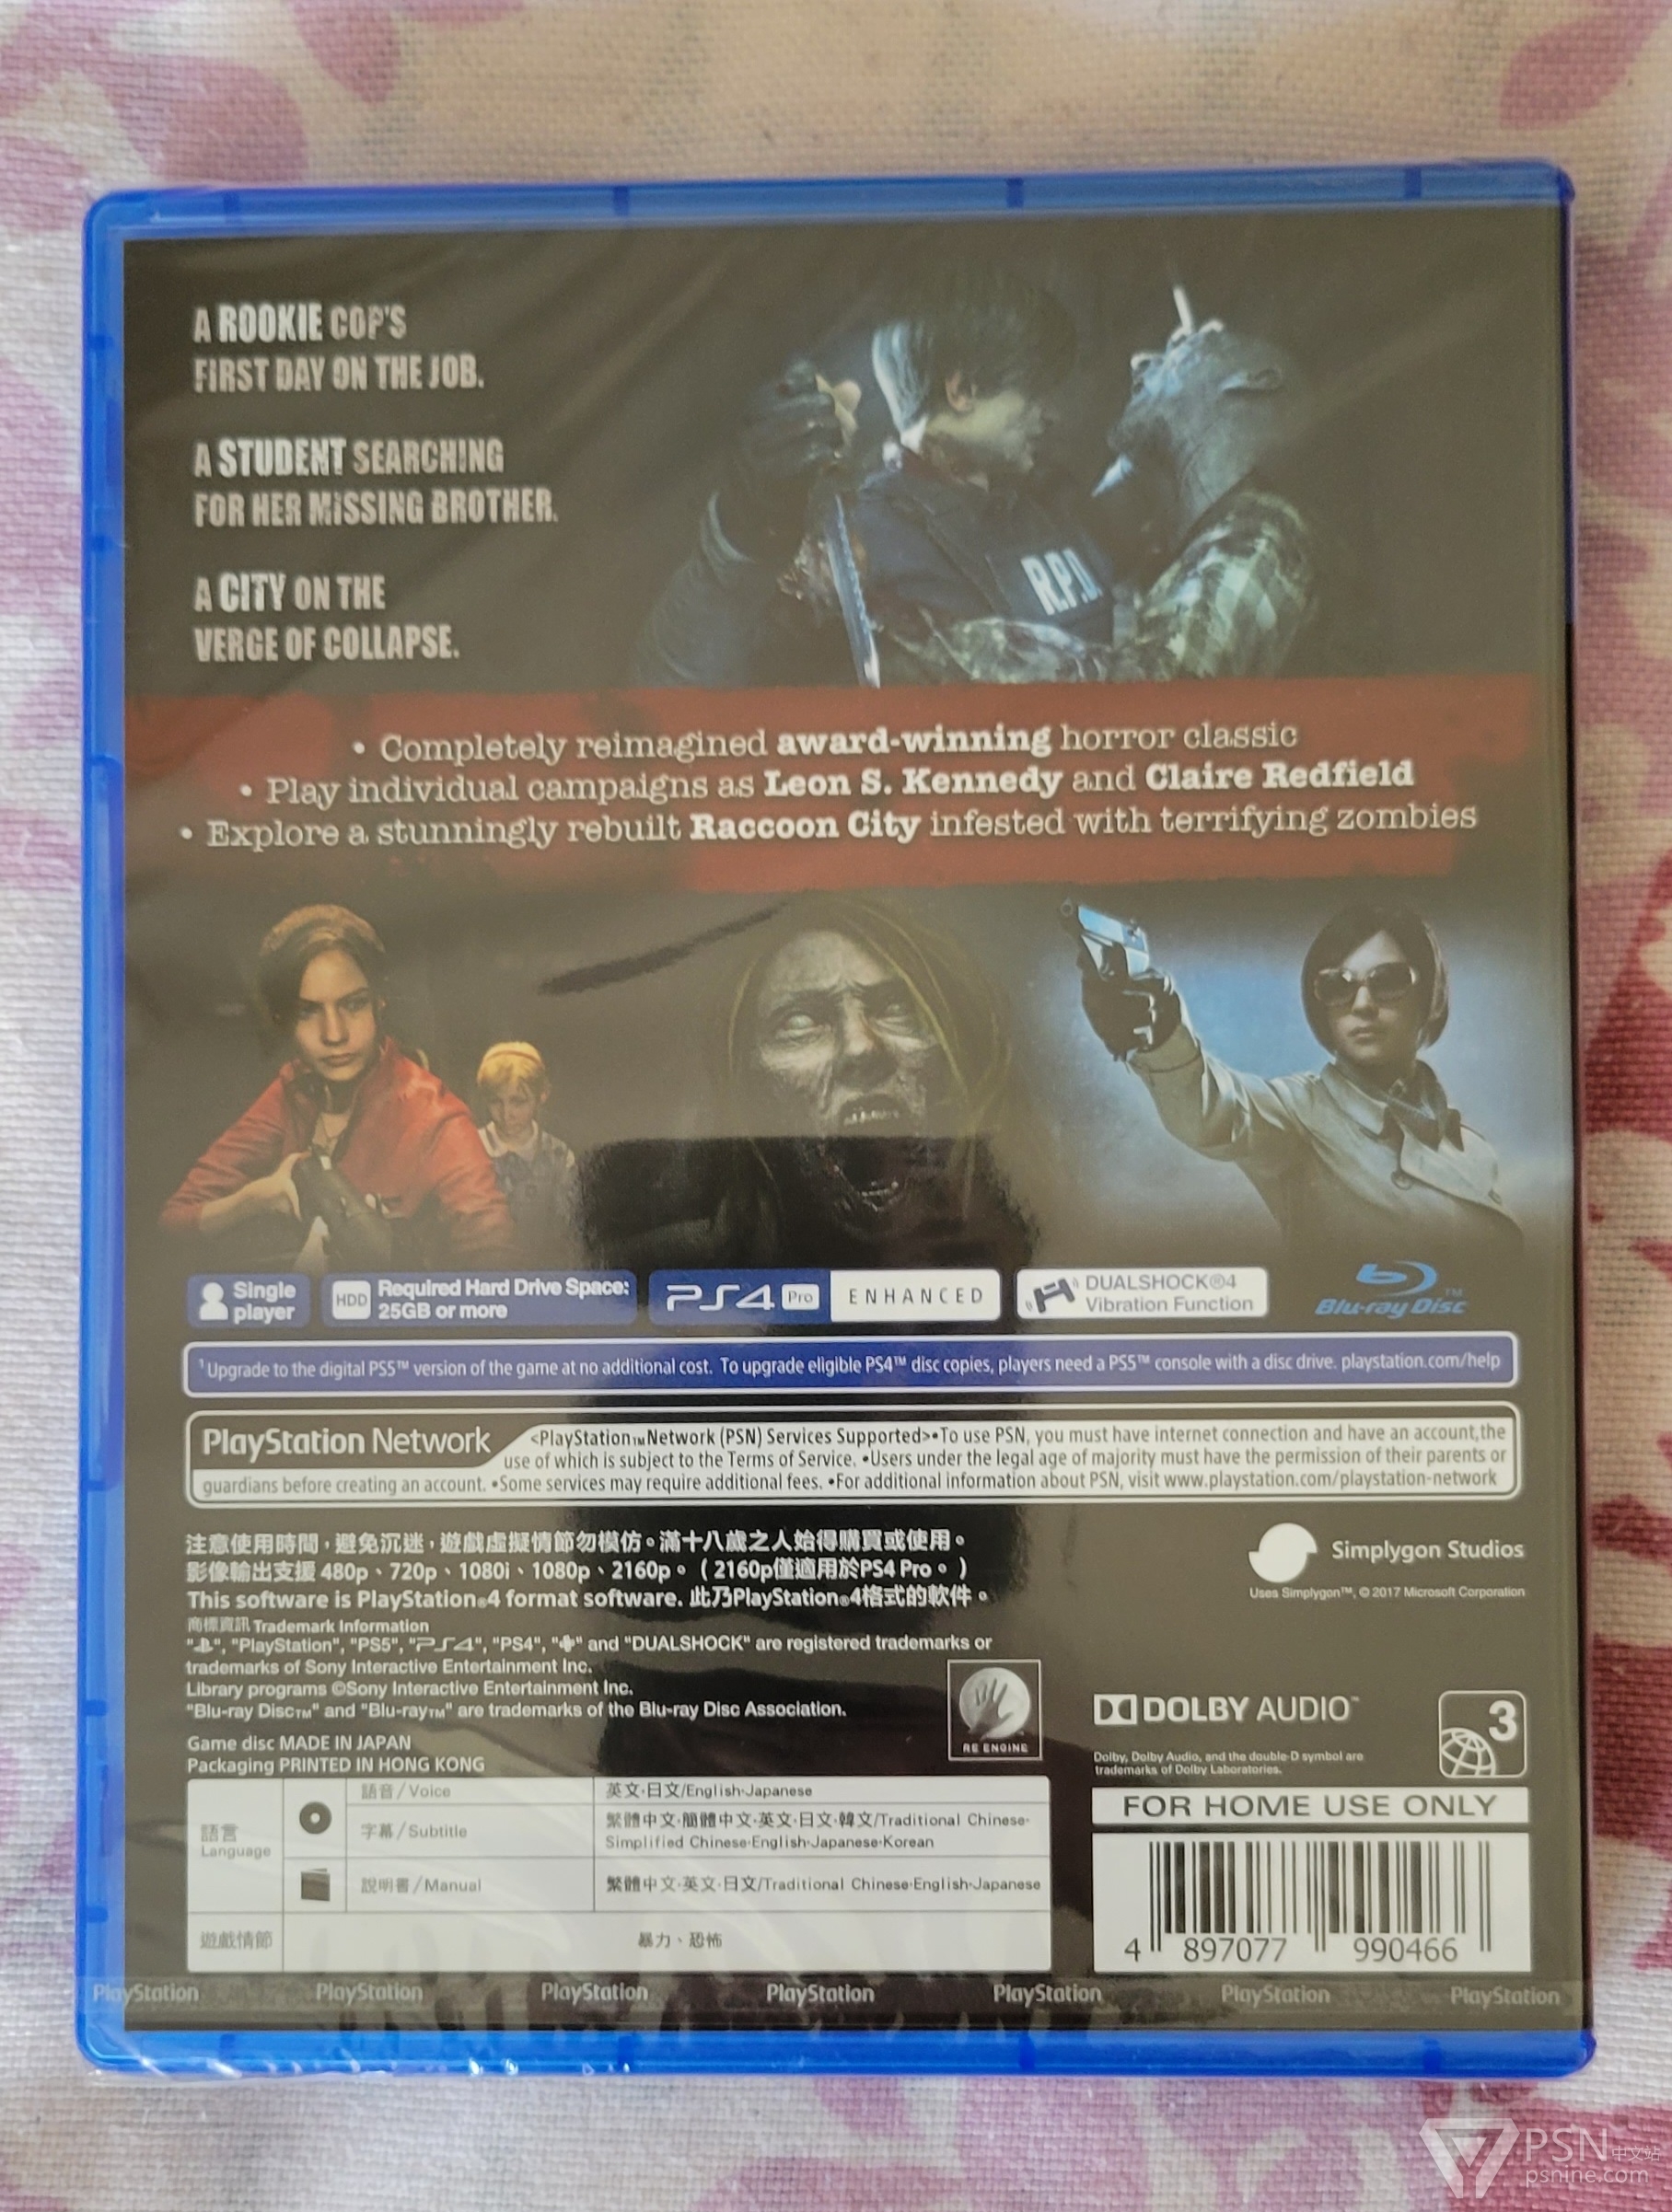 A ROOKIE COP'S
FIRST DAY ON THE JOB.
A STUDENT SEARCHING
FOR HER MISSING BROTHER.
A CITY ON THE
VERGE OF COLLAPSE.
R.P.D.
• Completely reimagined award-winning horror classic
• Play individual campaigns as Leon S. Kennedy and Claire Redfield
• Explore a stunningly rebuilt Raccoon City infested with terrifying zombies
Single player
HDD Required Hard Drive Space: 25GB or more
PS4 Pro ENHANCED
DUALSHOCK®4 Vibration Function
Blu-ray Disc™
¹Upgrade to the digital PS5™ version of the game at no additional cost. To upgrade eligible PS4™ disc copies, players need a PS5™ console with a disc drive. playstation.com/help
PlayStation Network
<PlayStation™Network (PSN) Services Supported>•To use PSN, you must have internet connection and have an account,the
use of which is subject to the Terms of Service. •Users under the legal age of majority must have the permission of their parents or
guardians before creating an account. •Some services may require additional fees. •For additional information about PSN, visit www.playstation.com/playstation-network
注意使用時間，避免沉迷，遊戲虛擬情節勿模仿。滿十八歲之人始得購買或使用。
影像輸出支援 480p、720p、1080i、1080p、2160p。（2160p僅適用於PS4 Pro。）
This software is PlayStation®4 format software. 此乃PlayStation®4格式的軟件。
商標資訊 Trademark Information
"", "PlayStation", "PS5", "PS4", "PS4", "" and "DUALSHOCK" are registered trademarks or
trademarks of Sony Interactive Entertainment Inc.
Library programs ©Sony Interactive Entertainment Inc.
"Blu-ray Disc™" and "Blu-ray™" are trademarks of the Blu-ray Disc Association.
Game disc MADE IN JAPAN
Packaging PRINTED IN HONG KONG
Simplygon Studios
Uses Simplygon™, © 2017 Microsoft Corporation
RE ENGINE
DOLBY AUDIO™
Dolby, Dolby Audio, and the double-D symbol are
trademarks of Dolby Laboratories.
3
語言
Language
語音/Voice
英文·日文/English·Japanese
字幕/Subtitle
繁體中文·簡體中文·英文·日文·韓文/Traditional Chinese·
Simplified Chinese·English·Japanese·Korean
說明書/Manual
繁體中文·英文·日文/Traditional Chinese·English·Japanese
遊戲情節
暴力、恐怖
FOR HOME USE ONLY
4 897077 990466
PlayStation PlayStation PlayStation PlayStation PlayStation PlayStation PlayStation
PSN中文站
psnine.com